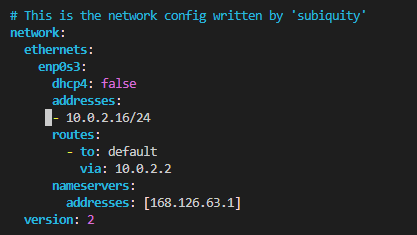 # This is the network config written by 'subiquity'
network:
  ethernets:
    enp0s3:
      dhcp4: false
      addresses:
      - 10.0.2.16/24
      routes:
        - to: default
          via: 10.0.2.2
      nameservers:
        addresses: [168.126.63.1]
  version: 2